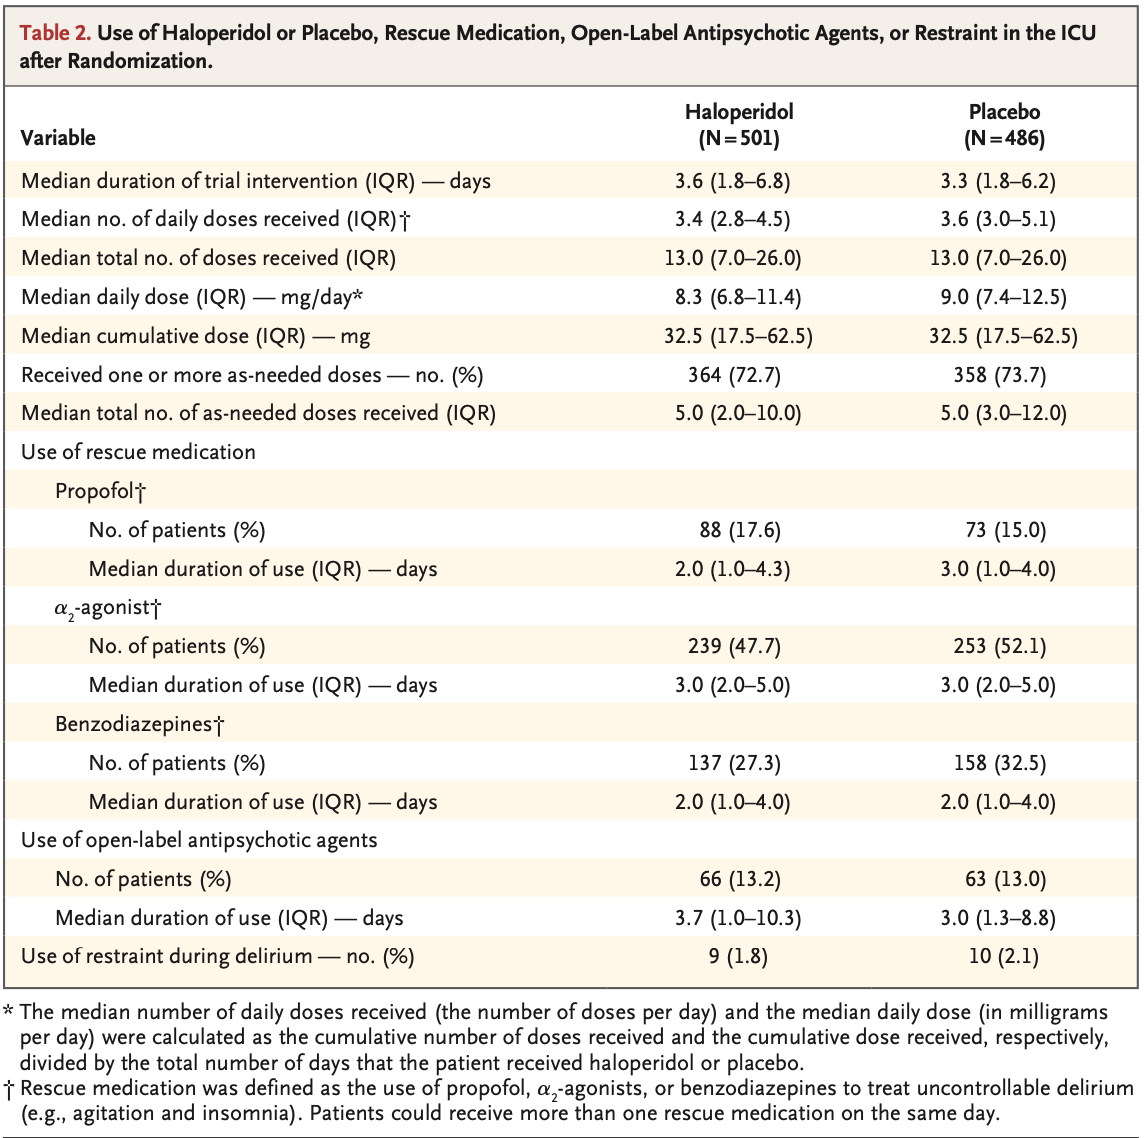 Table 2. Use of Haloperidol or Placebo, Rescue Medication, Open-Label Antipsychotic Agents, or Restraint in the ICU
after Randomization.
Variable Haloperidol (N=501) Placebo (N=486)
Median duration of trial intervention (IQR) — days 3.6 (1.8–6.8) 3.3 (1.8–6.2)
Median no. of daily doses received (IQR)† 3.4 (2.8–4.5) 3.6 (3.0–5.1)
Median total no. of doses received (IQR) 13.0 (7.0–26.0) 13.0 (7.0–26.0)
Median daily dose (IQR) — mg/day* 8.3 (6.8–11.4) 9.0 (7.4–12.5)
Median cumulative dose (IQR) — mg 32.5 (17.5–62.5) 32.5 (17.5–62.5)
Received one or more as-needed doses — no. (%) 364 (72.7) 358 (73.7)
Median total no. of as-needed doses received (IQR) 5.0 (2.0–10.0) 5.0 (3.0–12.0)
Use of rescue medication
Propofol†
No. of patients (%) 88 (17.6) 73 (15.0)
Median duration of use (IQR) — days 2.0 (1.0–4.3) 3.0 (1.0–4.0)
α₂-agonist†
No. of patients (%) 239 (47.7) 253 (52.1)
Median duration of use (IQR) — days 3.0 (2.0–5.0) 3.0 (2.0–5.0)
Benzodiazepines†
No. of patients (%) 137 (27.3) 158 (32.5)
Median duration of use (IQR) — days 2.0 (1.0–4.0) 2.0 (1.0–4.0)
Use of open-label antipsychotic agents
No. of patients (%) 66 (13.2) 63 (13.0)
Median duration of use (IQR) — days 3.7 (1.0–10.3) 3.0 (1.3–8.8)
Use of restraint during delirium — no. (%) 9 (1.8) 10 (2.1)
* The median number of daily doses received (the number of doses per day) and the median daily dose (in milligrams
per day) were calculated as the cumulative number of doses received and the cumulative dose received, respectively,
divided by the total number of days that the patient received haloperidol or placebo.
† Rescue medication was defined as the use of propofol, α₂-agonists, or benzodiazepines to treat uncontrollable delirium
(e.g., agitation and insomnia). Patients could receive more than one rescue medication on the same day.